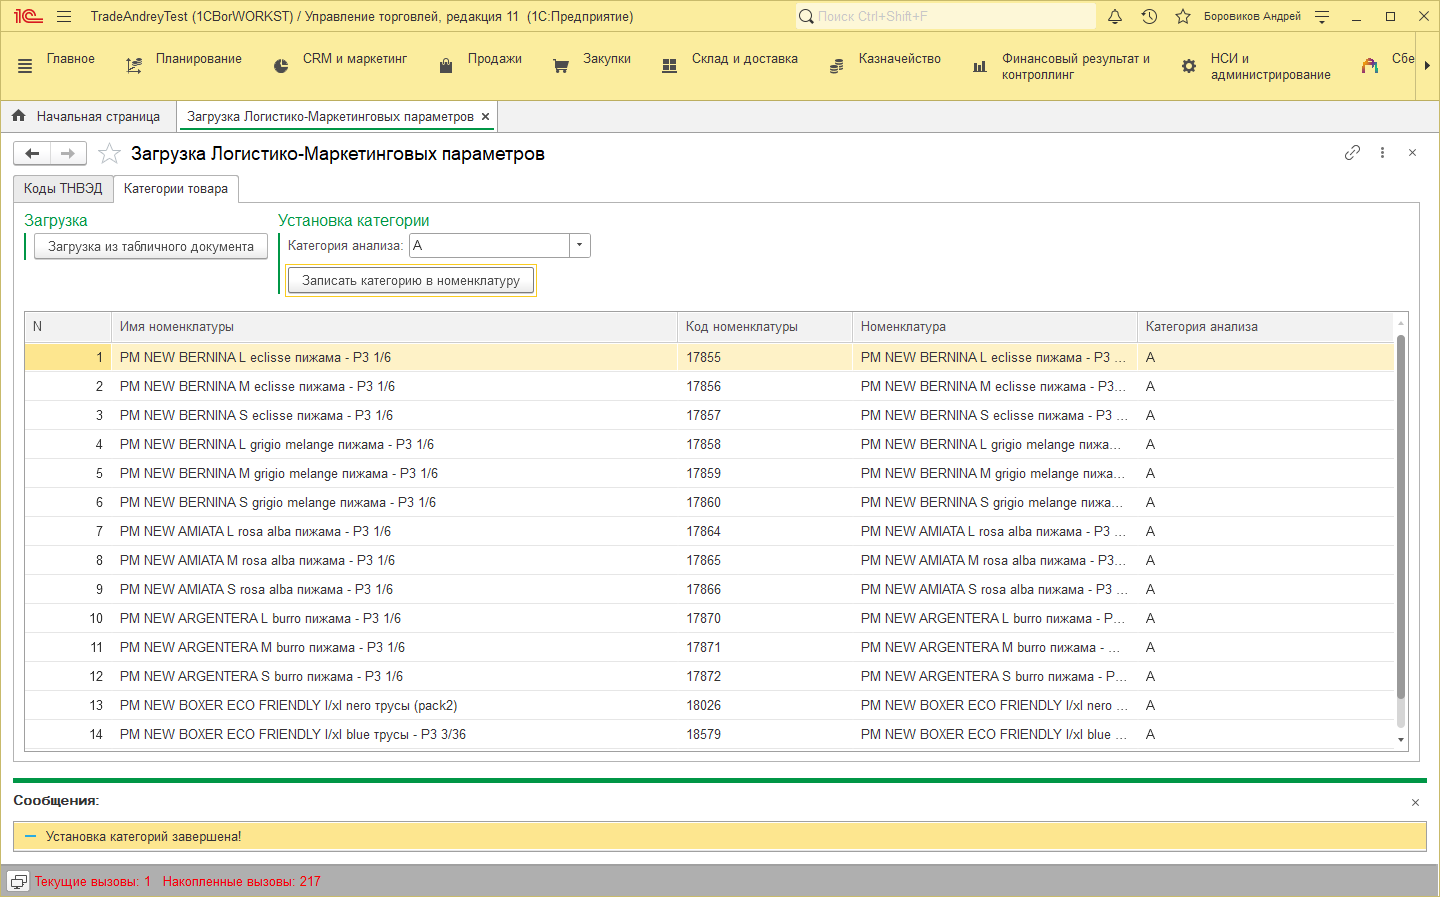 1С TradeAndreyTest (1CBorWORKST) / Управление торговлей, редакция 11 (1С:Предприятие) Поиск Ctrl+Shift+F Боровиков Андрей
Главное Планирование CRM и маркетинг Продажи Закупки Склад и доставка Казначейство Финансовый результат и контроллинг НСИ и администрирование Сбе
Начальная страница Загрузка Логистико-Маркетинговых параметров
Загрузка Логистико-Маркетинговых параметров
Коды ТНВЭД Категории товара
Загрузка Установка категории
Загрузка из табличного документа Категория анализа: А
Записать категорию в номенклатуру
N Имя номенклатуры Код номенклатуры Номенклатура Категория анализа
1 PM NEW BERNINA L eclisse пижама - P3 1/6 17855 PM NEW BERNINA L eclisse пижама - P3 ... А
2 PM NEW BERNINA M eclisse пижама - P3 1/6 17856 PM NEW BERNINA M eclisse пижама - P3... А
3 PM NEW BERNINA S eclisse пижама - P3 1/6 17857 PM NEW BERNINA S eclisse пижама - P3 ... А
4 PM NEW BERNINA L grigio melange пижама - P3 1/6 17858 PM NEW BERNINA L grigio melange пижа... А
5 PM NEW BERNINA M grigio melange пижама - P3 1/6 17859 PM NEW BERNINA M grigio melange пижа... А
6 PM NEW BERNINA S grigio melange пижама - P3 1/6 17860 PM NEW BERNINA S grigio melange пижа... А
7 PM NEW AMIATA L rosa alba пижама - P3 1/6 17864 PM NEW AMIATA L rosa alba пижама - P3 ... А
8 PM NEW AMIATA M rosa alba пижама - P3 1/6 17865 PM NEW AMIATA M rosa alba пижама - P3... А
9 PM NEW AMIATA S rosa alba пижама - P3 1/6 17866 PM NEW AMIATA S rosa alba пижама - P3 ... А
10 PM NEW ARGENTERA L burro пижама - P3 1/6 17870 PM NEW ARGENTERA L burro пижама - P... А
11 PM NEW ARGENTERA M burro пижама - P3 1/6 17871 PM NEW ARGENTERA M burro пижама - ... А
12 PM NEW ARGENTERA S burro пижама - P3 1/6 17872 PM NEW ARGENTERA S burro пижама - P... А
13 PM NEW BOXER ECO FRIENDLY l/xl nero трусы (pack2) 18026 PM NEW BOXER ECO FRIENDLY l/xl nero ... А
14 PM NEW BOXER ECO FRIENDLY l/xl blue трусы - P3 3/36 18579 PM NEW BOXER ECO FRIENDLY l/xl blue ... А
Сообщения:
Установка категорий завершена!
Текущие вызовы: 1 Накопленные вызовы: 217